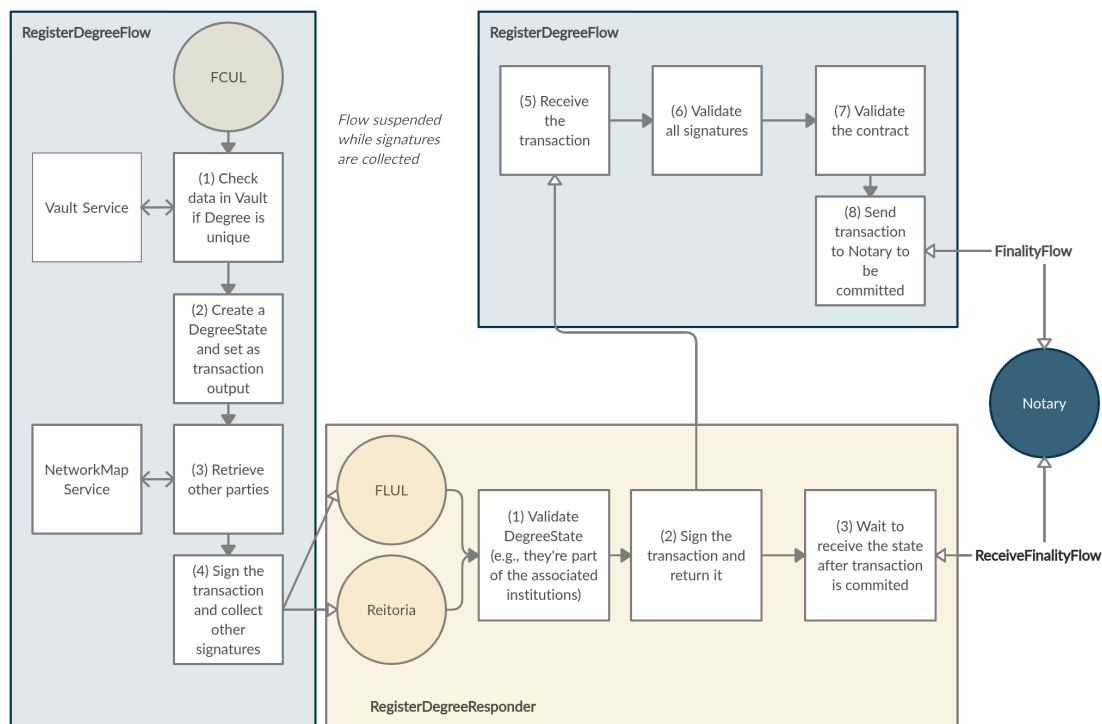 RegisterDegreeFlow
FCUL
Vault Service
(1) Check
data in Vault
if Degree is
unique
(2) Create a
DegreeState
and set as
transaction
output
NetworkMap
Service
(3) Retrieve
other parties
(4) Sign the
transaction
and collect
other
signatures
Flow suspended
while signatures
are collected
RegisterDegreeFlow
(5) Receive
the
transaction
(6) Validate
all signatures
(7) Validate
the contract
(8) Send
transaction
to Notary to
be
committed
FinalityFlow
Notary
ReceiveFinalityFlow
FLUL
Reitoria
(1) Validate
DegreeState
(e.g., they're part
of the associated
institutions)
(2) Sign the
transaction and
return it
(3) Wait to
receive the state
after transaction
is commited
RegisterDegreeResponder